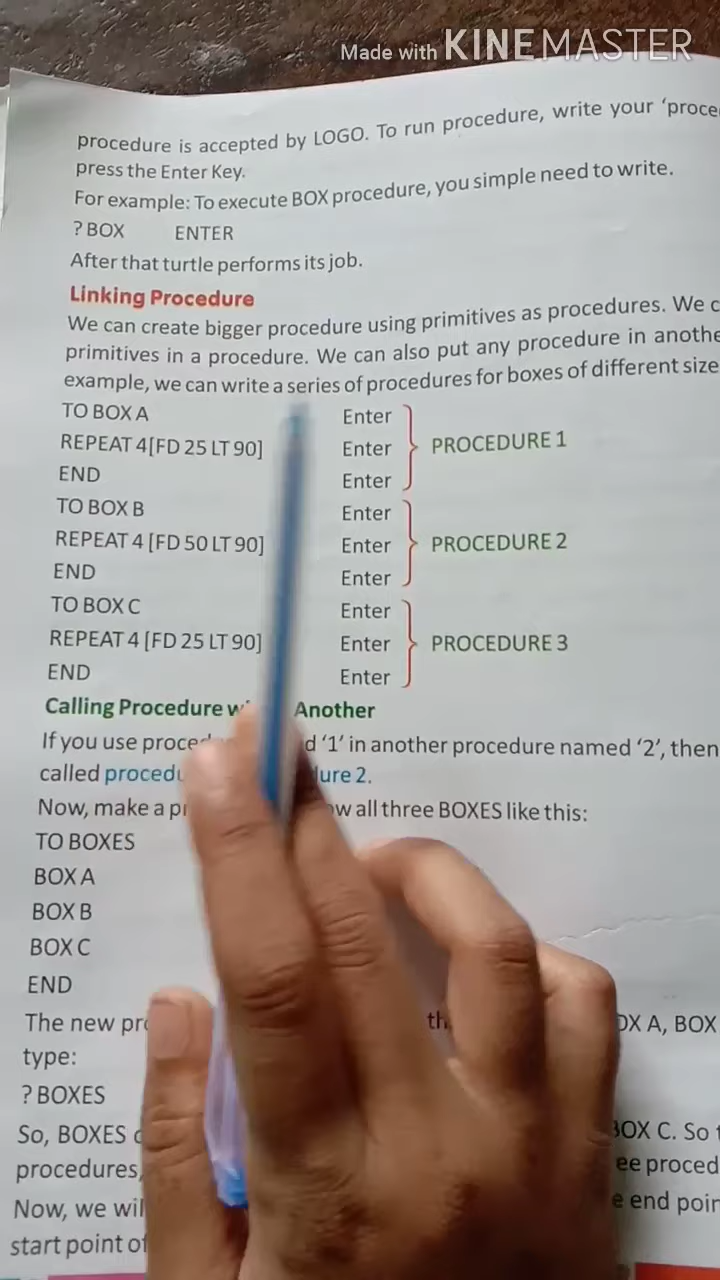 Made with KINEMASTER
procedure is accepted by LOGO. To run procedure, write your 'proce
press the Enter Key.
For example: To execute BOX procedure, you simple need to write.
? BOX ENTER
After that turtle performs its job.
Linking Procedure
We can create bigger procedure using primitives as procedures. We c
primitives in a procedure. We can also put any procedure in anothe
example, we can write a series of procedures for boxes of different size
TO BOX A Enter
REPEAT 4[FD 25 LT 90] Enter PROCEDURE 1
END Enter
TO BOX B Enter
REPEAT 4 [FD 50 LT 90] Enter PROCEDURE 2
END Enter
TO BOX C Enter
REPEAT 4 [FD 25 LT 90] Enter PROCEDURE 3
END Enter
Calling Procedure Another
If you use '1' in another procedure named '2', then
called 2.
Now, make a all three BOXES like this:
TO BOXES
BOX A
BOX B
BOX C
END
The new A, BOX
type:
? BOXES
So, BOXES BOX C. So
procedures,
Now, we end
start point of